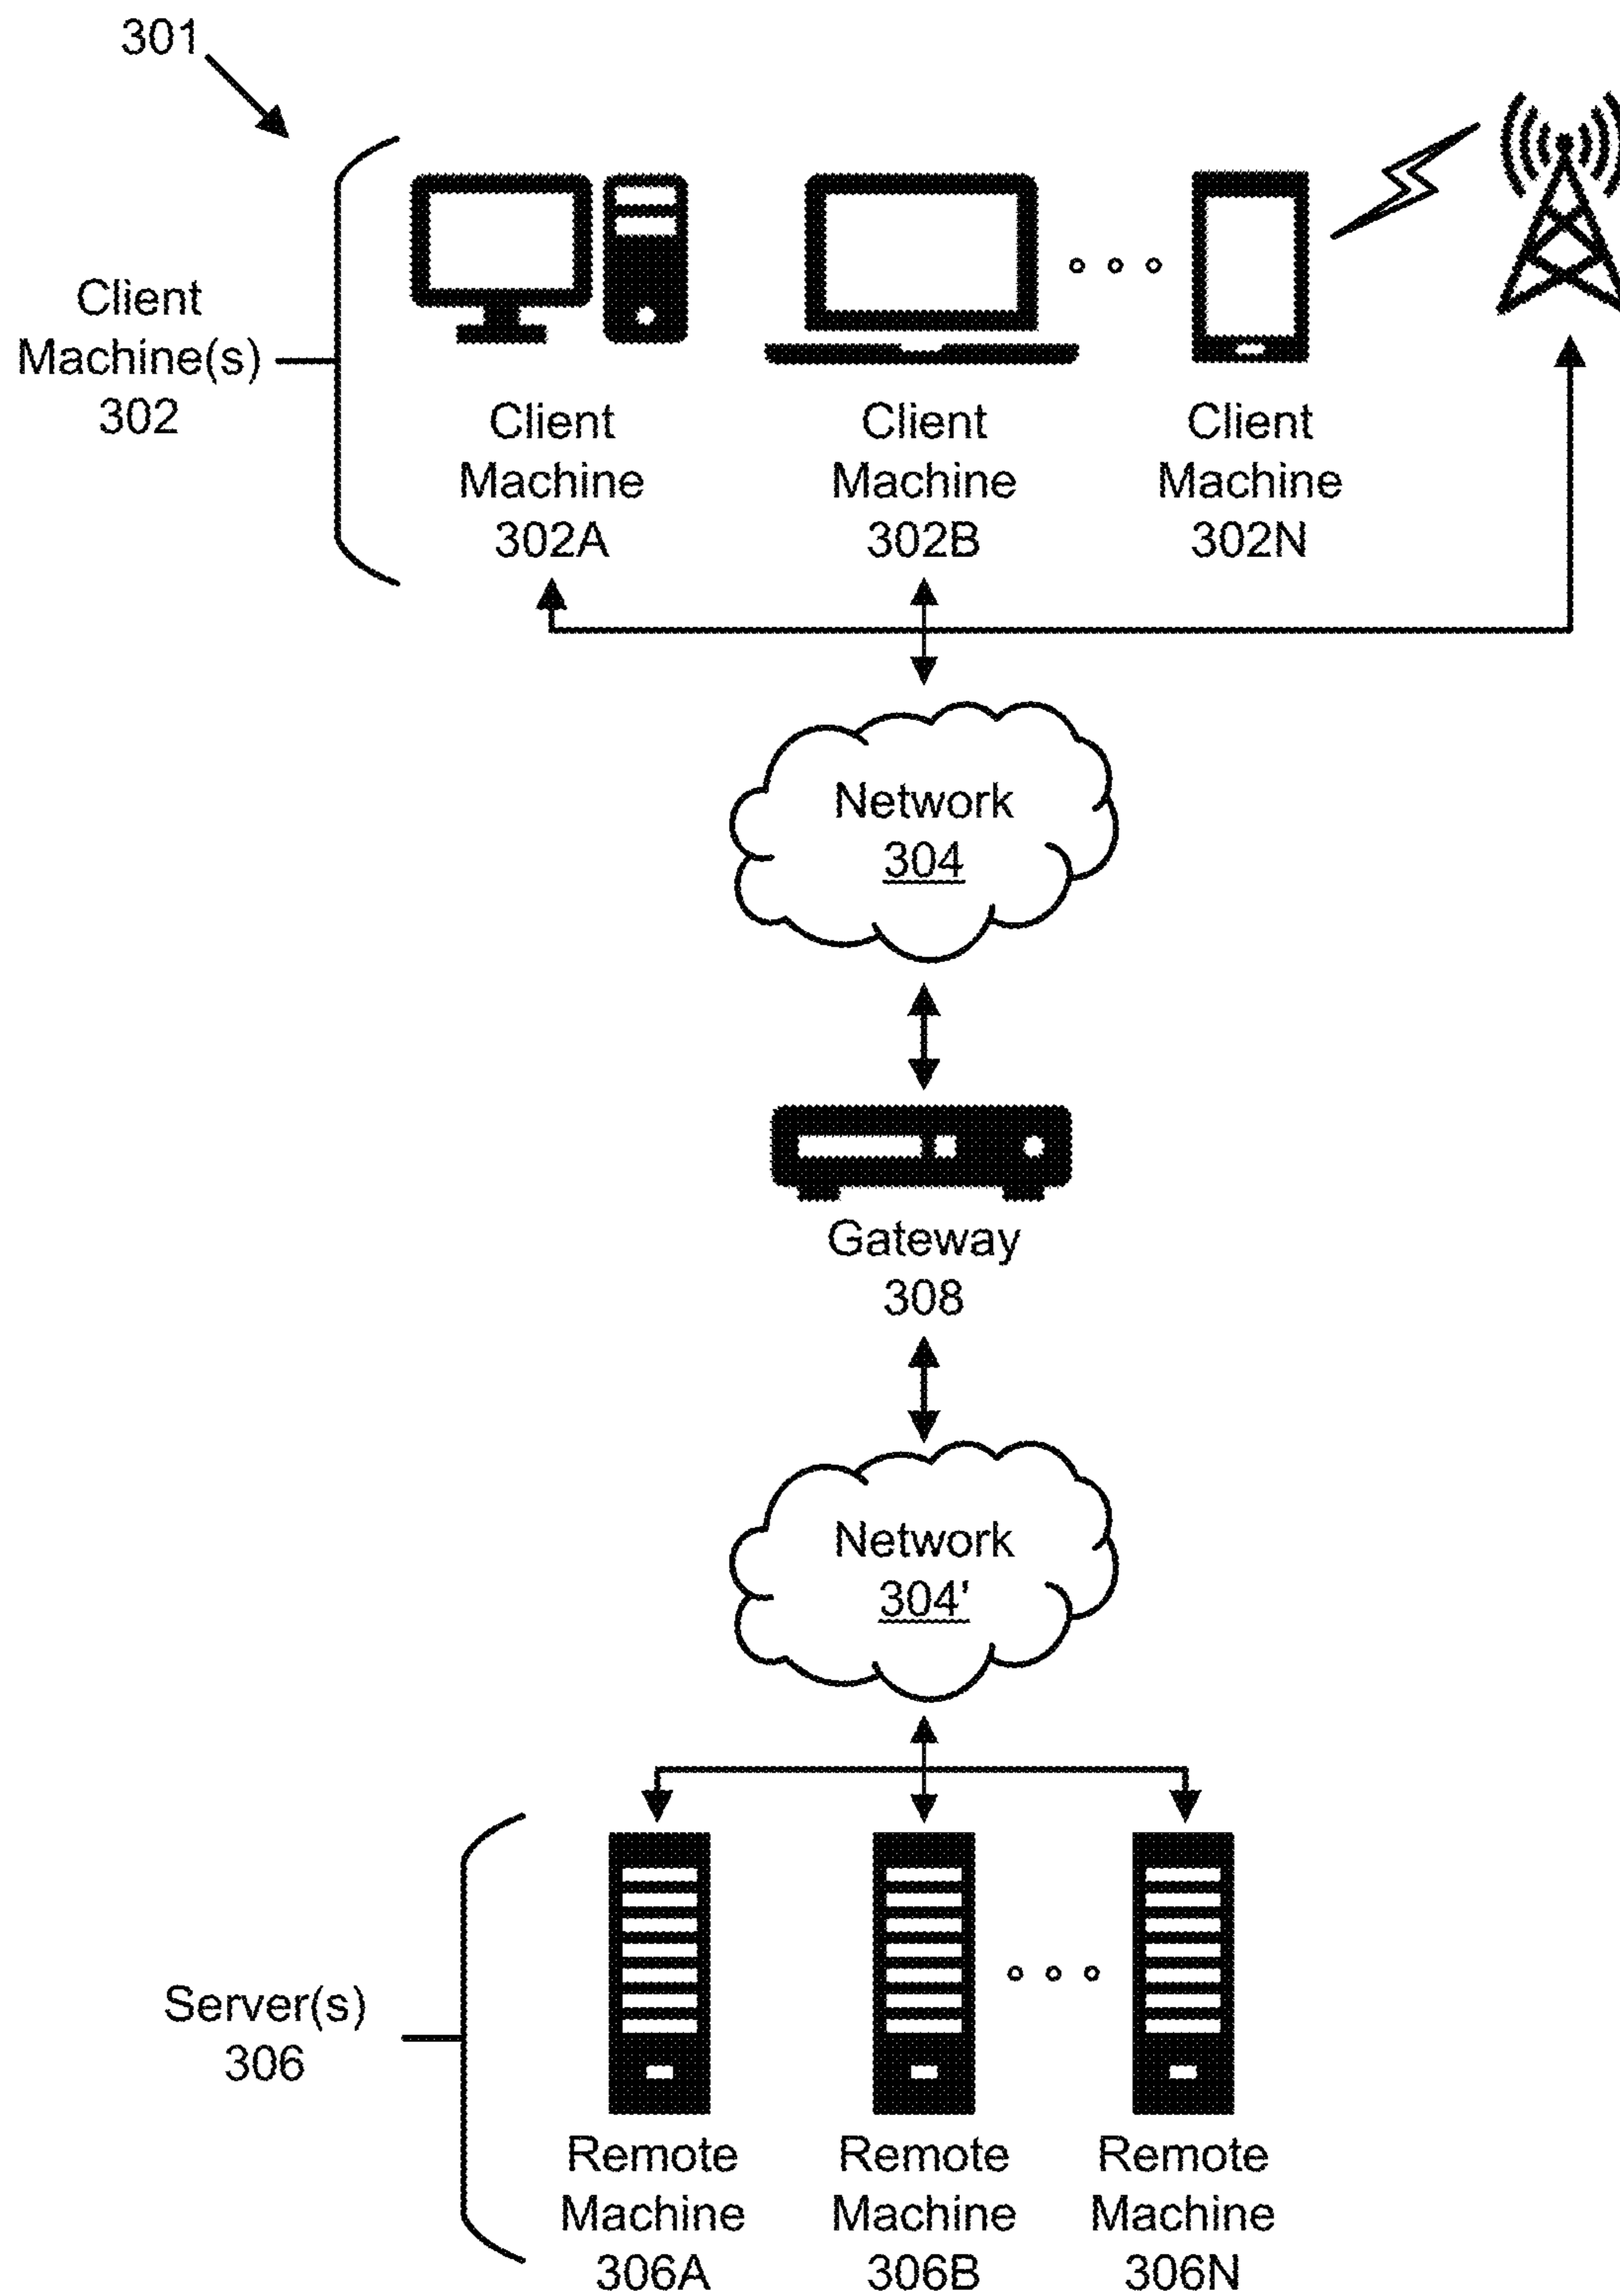 301
Client
Machine(s)
302
Client
Machine
302A
Client
Machine
302B
Client
Machine
302N
Network
304
Gateway
308
Network
304'
Server(s)
306
Remote
Machine
306A
Remote
Machine
306B
Remote
Machine
306N